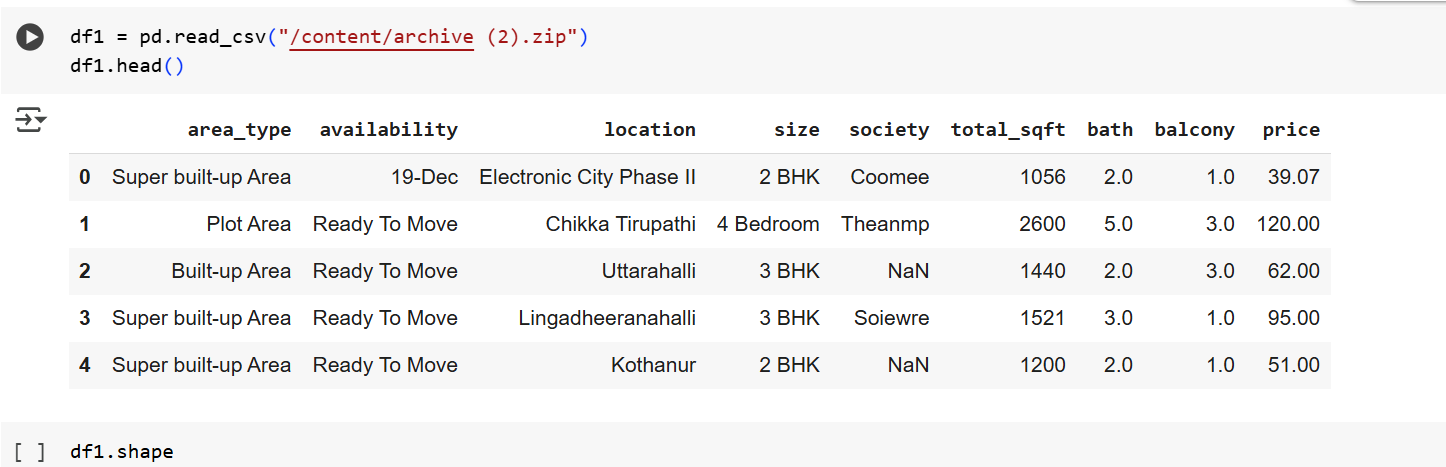 df1 = pd.read_csv("/content/archive (2).zip")
df1.head()
area_type availability location size society total_sqft bath balcony price
0 Super built-up Area 19-Dec Electronic City Phase II 2 BHK Coomee 1056 2.0 1.0 39.07
1 Plot Area Ready To Move Chikka Tirupathi 4 Bedroom Theanmp 2600 5.0 3.0 120.00
2 Built-up Area Ready To Move Uttarahalli 3 BHK NaN 1440 2.0 3.0 62.00
3 Super built-up Area Ready To Move Lingadheeranahalli 3 BHK Soiewre 1521 3.0 1.0 95.00
4 Super built-up Area Ready To Move Kothanur 2 BHK NaN 1200 2.0 1.0 51.00
[ ] df1.shape